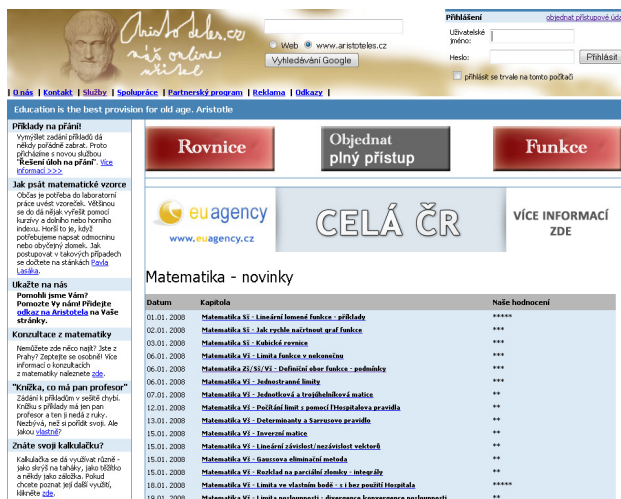 Aristoteles.cz
náš online
učitel
Web www.aristoteles.cz
Vyhledávání Google
Přihlášení objednat přístupové úda
Uživatelské
jméno:
Heslo:
Přihlásit
přihlásit se trvale na tomto počítači
| O nás | Kontakt | Služby | Spolupráce | Partnerský program | Reklama | Odkazy |
Education is the best provision for old age. Aristotle
Příklady na přání!
Vymýšlet zadání příkladů dá
někdy pořádně zabrat. Proto
přicházíme s novou službou
"Řešení úloh na přání". Více
informací >>>
Jak psát matematické vzorce
Občas je potřeba do laboratorní
práce uvést vzoreček. Většinou
se do dá nějak vyřešit pomocí
kurzívy a dolního nebo horního
indexu. Horší to je, když
potřebujeme napsat odmocninu
nebo obyčejný zlomek. Jak
postupovat v takových případech
se dočtete na stánkách Pavla
Lasáka.
Ukažte na nás
Pomohli jsme Vám?
Pomozte Vy nám! Přidejte
odkaz na Aristotela na Vaše
stránky.
Konzultace z matematiky
Nemůžete zde něco najít? Jste z
Prahy? Zeptejte se osobně! Více
informací o konzultacích
z matematiky naleznete zde.
"Knížka, co má pan profesor"
Zádání k příkladům v sešitě chybí.
Knížku s příklady má jen pan
profesor a ten ji nedá z ruky.
Nezbývá, než si pořídit svoji. Ale
jakou vlastně?
Znáte svoji kalkulačku?
Kalkulačka se dá využívat různě -
jako skrýš na taháky, jako těžítko
a někdy jako záložka. Pokud
chcete poznat její další využití,
klikněte zde.
Rovnice
Objednat
plný přístup
Funkce
euagency
www.euagency.cz
CELÁ ČR
VÍCE INFORMACÍ
ZDE
Matematika - novinky
Datum Kapitola Naše hodnocení
01.01. 2008 Matematika SŠ - Lineární lomené funkce - příklady *****
02.01. 2008 Matematika SŠ - Jak rychle načrtnout graf funkce ***
03.01. 2008 Matematika SŠ - Kubické rovnice ***
06.01. 2008 Matematika VŠ - Limita funkce v nekonečnu ***
06.01. 2008 Matematika ZŠ/SŠ/VŠ - Definiční obor funkce - podmínky ***
06.01. 2008 Matematika VŠ - Jednostranné limity ***
07.01. 2008 Matematika VŠ - Jednotková a trojúhelníková matice **
12.01. 2008 Matematika VŠ - Počítání limit s pomocí l'Hospitalova pravidla **
13.01. 2008 Matematika VŠ - Determinanty a Sarrusovo pravidlo **
15.01. 2008 Matematika VŠ - Inverzní matice **
15.01. 2008 Matematika VŠ - Lineární závislost/nezávislost vektorů **
15.01. 2008 Matematika VŠ - Gaussova eliminační metoda **
15.01. 2008 Matematika VŠ - Rozklad na parciální zlomky - integrály **
18.01. 2008 Matematika VŠ - Limita ve vlastním bodě - s i bez použití Hospitala *****
19.01. 2008 Matematika VŠ - Limita posloupnosti - divergence konvergence posloupnosti **